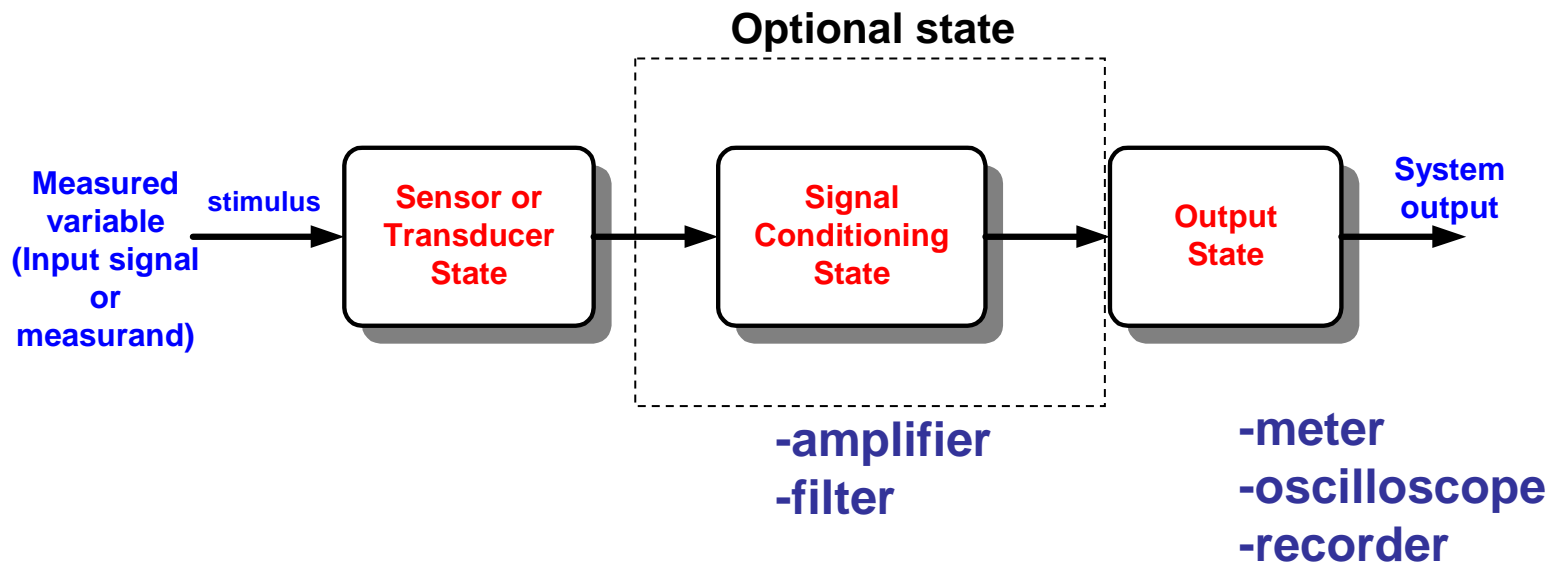 Optional state
Measured
variable
(Input signal
or
measurand)
stimulus
Sensor or
Transducer
State
Signal
Conditioning
State
Output
State
System
output
-amplifier
-filter
-meter
-oscilloscope
-recorder